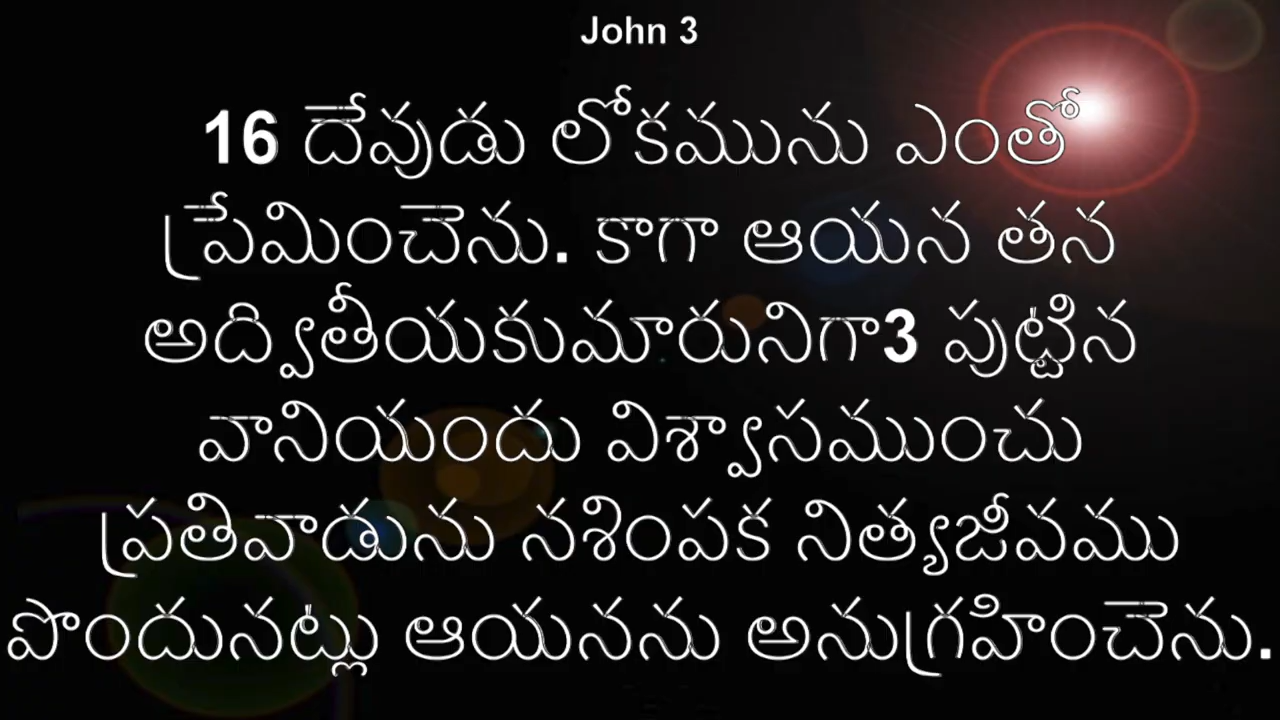 John 3
16 దేవుడు లోకమును ఎంతో
ప్రేమించెను. కాగా ఆయన తన
అద్వితీయకుమారునిగా3 పుట్టిన
వానియందు విశ్వాసముంచు
ప్రతివాడును నశింపక నిత్యజీవము
పొందునట్లు ఆయనను అనుగ్రహించెను.